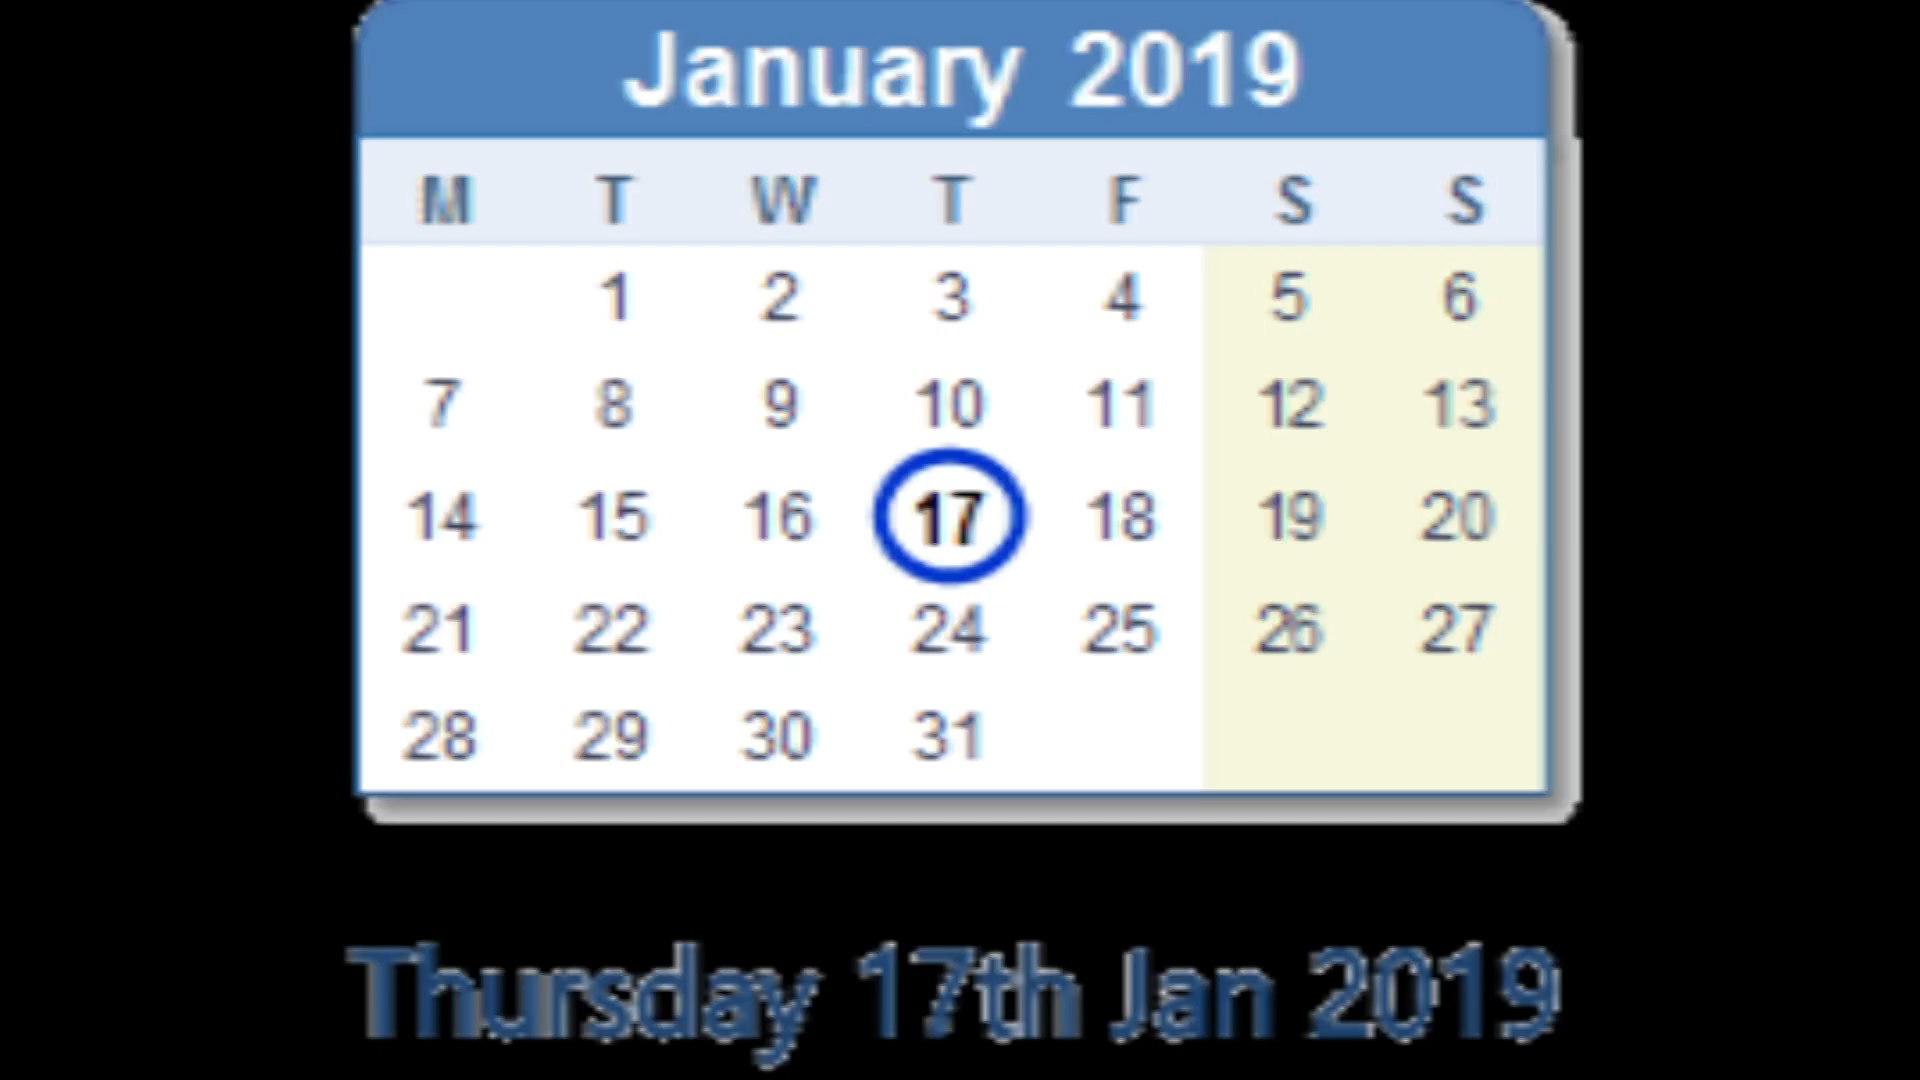 January 2019
M T W T F S S
1 2 3 4 5 6
7 8 9 10 11 12 13
14 15 16 17 18 19 20
21 22 23 24 25 26 27
28 29 30 31
Thursday 17th Jan 2019